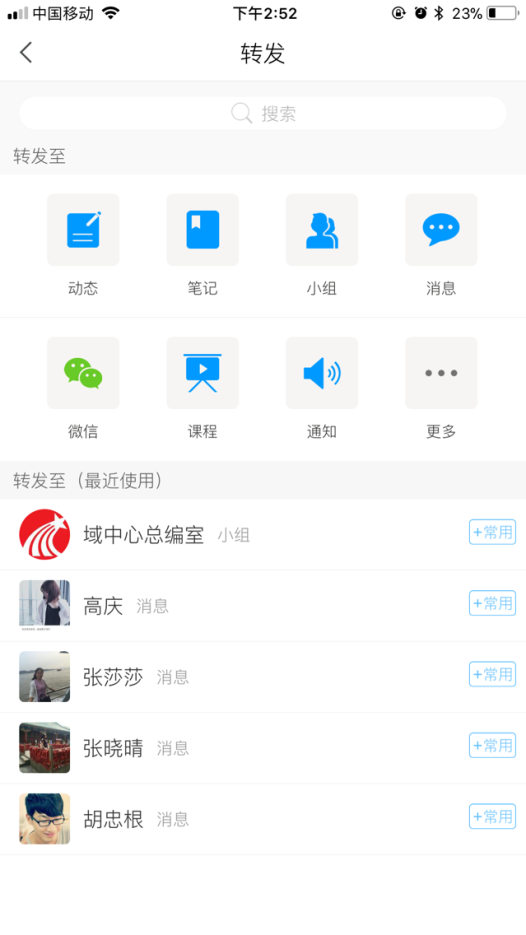 中国移动 下午2:52 23%
转发
搜索
转发至
动态 笔记 小组 消息
微信 课程 通知 更多
转发至（最近使用）
域中心总编室 小组 +常用
高庆 消息 +常用
张莎莎 消息 +常用
张晓晴 消息 +常用
胡忠根 消息 +常用